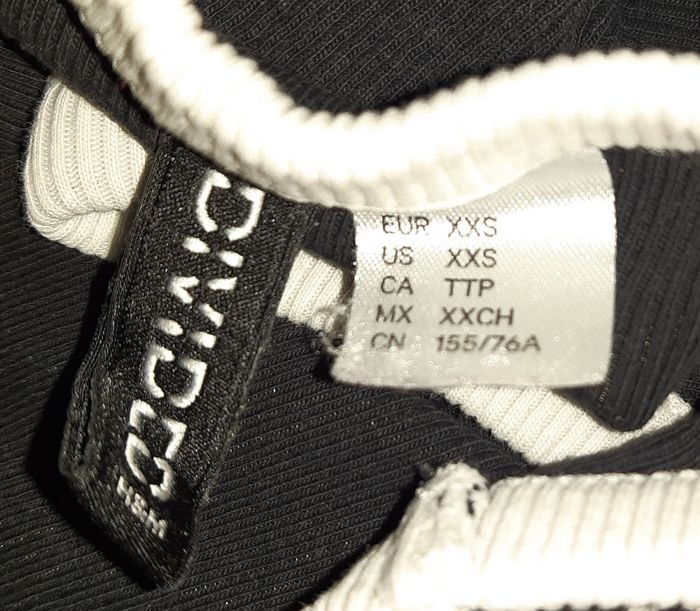 DIVIDED
H&M
EUR XXS
US XXS
CA TTP
MX XXCH
CN 155/76A